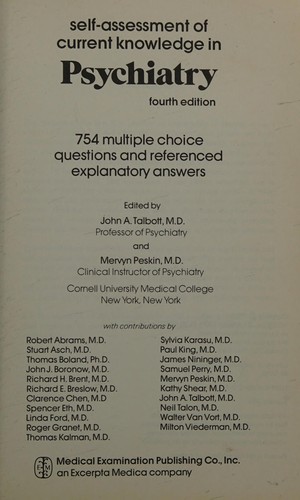 self-assessment of
current knowledge in
Psychiatry
fourth edition
754 multiple choice
questions and referenced
explanatory answers
Edited by
John A. Talbott, M.D.
Professor of Psychiatry
and
Mervyn Peskin, M.D.
Clinical Instructor of Psychiatry
Cornell University Medical College
New York, New York
with contributions by
Robert Abrams, M.D.
Stuart Asch, M.D.
Thomas Boland, Ph.D.
John J. Boronow, M.D.
Richard H. Brent, M.D.
Richard E. Breslow, M.D.
Clarence Chen, M.D
Spencer Eth, M.D.
Linda Ford, M.D.
Roger Granet, M.D.
Thomas Kalman, M.D.
Sylvia Karasu, M.D.
Paul King, M.D.
James Nininger, M.D.
Samuel Perry, M.D.
Mervyn Peskin, M.D.
Kathy Shear, M.D.
John A. Talbott, M.D.
Neil Talon, M.D.
Walter Van Vort, M.D.
Milton Viederman, M.D.
Medical Examination Publishing Co., Inc.
an Excerpta Medica company